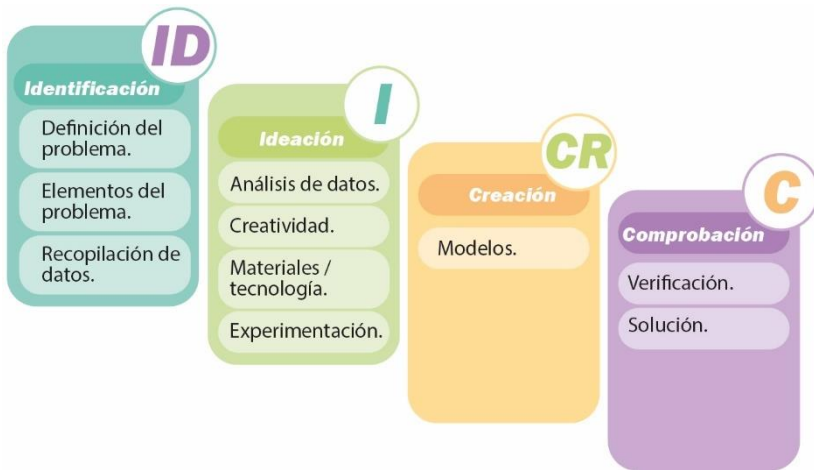 ID
Identificación
Definición del
problema.
Elementos del
problema.
Recopilación de
datos.
I
Ideación
Análisis de datos.
Creatividad.
Materiales /
tecnología.
Experimentación.
CR
Creación
Modelos.
C
Comprobación
Verificación.
Solución.